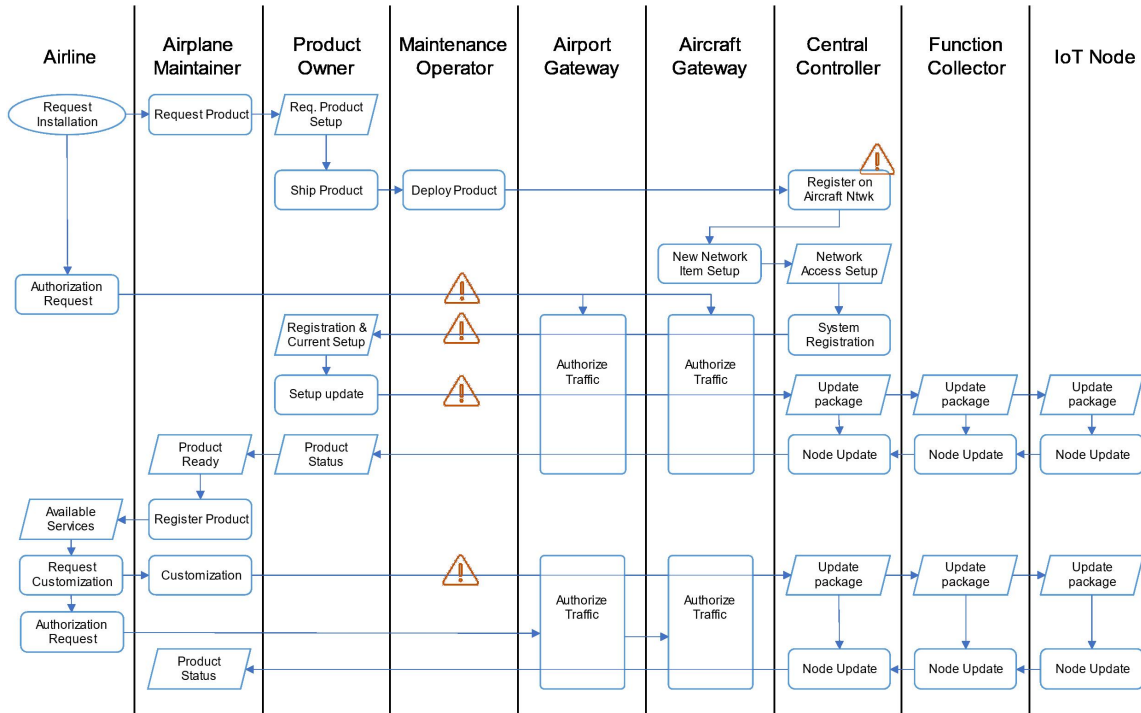 Airline
Airplane
Maintainer
Product
Owner
Maintenance
Operator
Airport
Gateway
Aircraft
Gateway
Central
Controller
Function
Collector
IoT Node
Request
Installation
Request Product
Req. Product
Setup
Ship Product
Deploy Product
Register on
Aircraft Ntwk
New Network
Item Setup
Network
Access Setup
Authorization
Request
Registration &
Current Setup
Authorize
Traffic
Authorize
Traffic
System
Registration
Setup update
Update
package
Update
package
Update
package
Product
Ready
Product
Status
Node Update
Node Update
Node Update
Available
Services
Register Product
Request
Customization
Customization
Authorize
Traffic
Authorize
Traffic
Update
package
Update
package
Update
package
Authorization
Request
Product
Status
Node Update
Node Update
Node Update